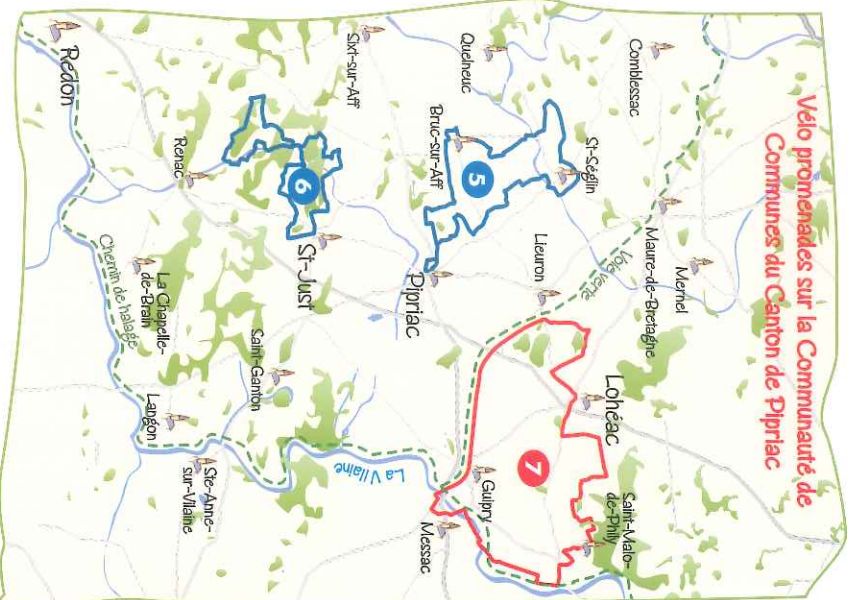 Vélo promenades sur la Communauté de
Communes du Canton de Pipriac
Comblessac
Maure-de-Bretagne
Mernel
Voie verte
Quelneuc
St-Séglin
Lieuron
Lohéac
Saint-Malo-
de-Phily
Bruc-sur-Aff
5
7
Guipry
Messac
Sixt-sur-Aff
Pipriac
La Vilaine
6
St-Just
Saint-Ganton
Renac
La Chapelle-
de-Brain
Langon
Ste-Anne-
sur-Vilaine
Chemin de halage
Redon